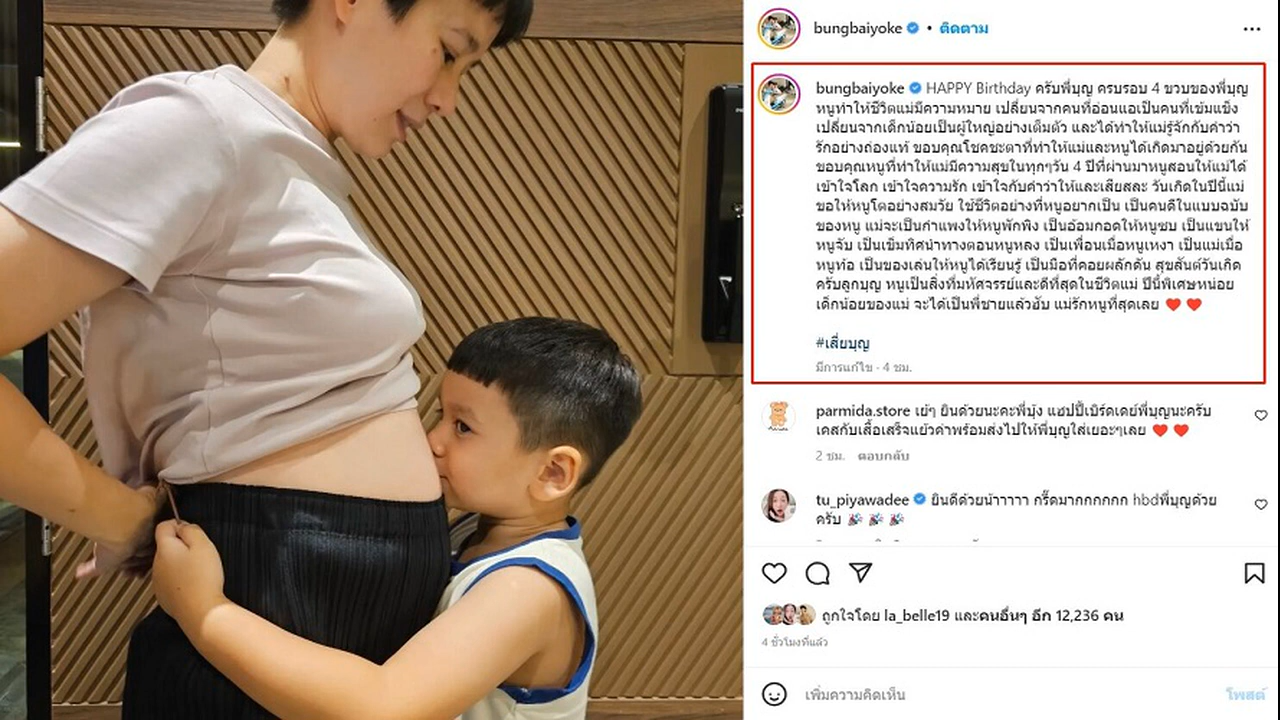 bungbaiyoke • ติดตาม
bungbaiyoke HAPPY Birthday ครับพี่บุญ ครบรอบ 4 ขวบของพี่บุญ
หนูทำให้ชีวิตแม่มีความหมาย เปลี่ยนจากคนที่อ่อนแอเป็นคนที่เข้มแข็ง
เปลี่ยนจากเด็กน้อยเป็นผู้ใหญ่อย่างเต็มตัว และได้ทำให้แม่รู้จักกับคำว่า
รักอย่างถ่องแท้ ขอบคุณโชคชะตาที่ทำให้แม่และหนูได้เกิดมาอยู่ด้วยกัน
ขอบคุณหนูที่ทำให้แม่มีความสุขในทุกๆวัน 4 ปีที่ผ่านมาหนูสอนให้แม่ได้
เข้าใจโลก เข้าใจความรัก เข้าใจกับคำว่าให้และเสียสละ วันเกิดในปีนี้แม่
ขอให้หนูโตอย่างสมวัย ใช้ชีวิตอย่างที่หนูอยากเป็น เป็นคนดีในแบบฉบับ
ของหนู แม่จะเป็นกำแพงให้หนูพักพิง เป็นอ้อมกอดให้หนูซบ เป็นแขนให้
หนูจับ เป็นเข็มทิศนำทางตอนหนูหลง เป็นเพื่อนเมื่อหนูเหงา เป็นแม่เมื่อ
หนูท้อ เป็นของเล่นให้หนูได้เรียนรู้ เป็นมือที่คอยผลักดัน สุขสันต์วันเกิด
ครับลูกบุญ หนูเป็นสิ่งที่มหัศจรรย์และดีที่สุดในชีวิตแม่ ปีนี้พิเศษหน่อย
เด็กน้อยของแม่ จะได้เป็นพี่ชายแล้วฮับ แม่รักหนูที่สุดเลย ♥ ♥
#เสี่ยบุญ
มีการแก้ไข · 4 ชม.
parmida.store เย้ๆ ยินด้วยนะคะพี่บุ้ง แฮปปี้เบิร์ดเดย์พี่บุญนะครับ
เคสกับเสื้อเสร็จแย้วค่ำพร้อมส่งไปให้พี่บุญใส่เยอะๆเลย ♥ ♥
2 ชม. ตอบกลับ
tu_piyawadee ยินดีด้วยน้าาาาา กรี๊ดมากกกกกก hbdพี่บุญด้วย
ครับ 🎉 🎉 🎉
ถูกใจโดย la_belle19 และคนอื่นๆ อีก 12,236 คน
4 ชั่วโมงที่แล้ว
เพิ่มความคิดเห็น
โพสต์